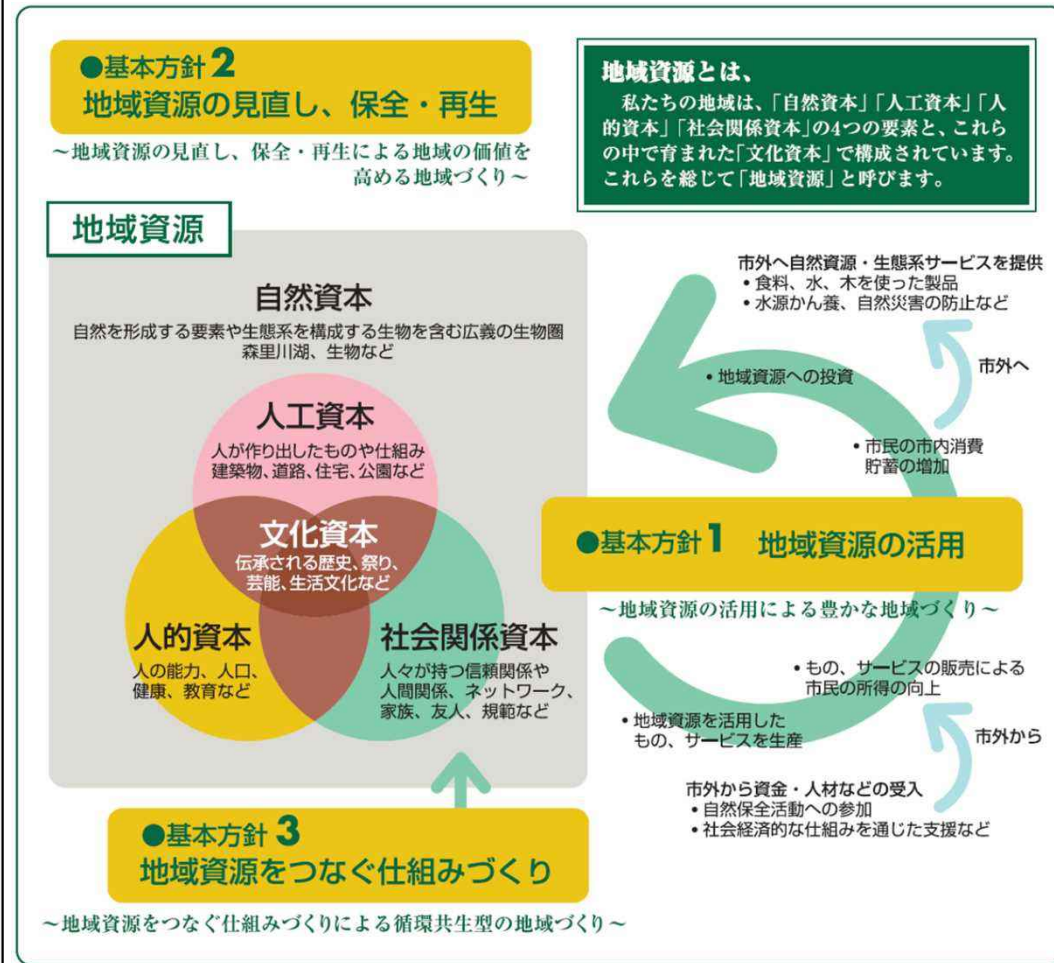 ●基本方針2
地域資源の見直し、保全・再生
～地域資源の見直し、保全・再生による地域の価値を
高める地域づくり～
地域資源とは、
私たちの地域は、「自然資本」「人工資本」「人
的資本」「社会関係資本」の4つの要素と、これら
の中で育まれた「文化資本」で構成されています。
これらを総じて「地域資源」と呼びます。
地域資源
自然資本
自然を形成する要素や生態系を構成する生物を含む広義の生物圏
森里川湖、生物など
人工資本
人が作り出したものや仕組み
建築物、道路、住宅、公園など
文化資本
伝承される歴史、祭り、
芸能、生活文化など
人的資本
人の能力、人口、
健康、教育など
社会関係資本
人々が持つ信頼関係や
人間関係、ネットワーク、
家族、友人、規範など
市外へ自然資源・生態系サービスを提供
• 食料、水、木を使った製品
• 水源かん養、自然災害の防止など
市外へ
• 地域資源への投資
• 市民の市内消費
貯蓄の増加
●基本方針1 地域資源の活用
～地域資源の活用による豊かな地域づくり～
• もの、サービスの販売による
市民の所得の向上
• 地域資源を活用した
もの、サービスを生産
市外から
市外から資金・人材などの受入
• 自然保全活動への参加
• 社会経済的な仕組みを通じた支援など
●基本方針3
地域資源をつなぐ仕組みづくり
～地域資源をつなぐ仕組みづくりによる循環共生型の地域づくり～